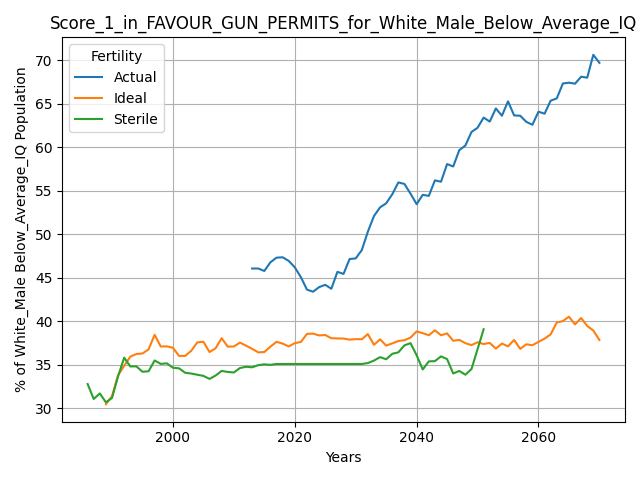 Score_1_in_FAVOUR_GUN_PERMITS_for_White_Male_Below_Average_IQ
% of White_Male Below_Average_IQ Population
Fertility
Actual
Ideal
Sterile
70
65
60
55
50
45
40
35
30
2000
2020
2040
2060
Years